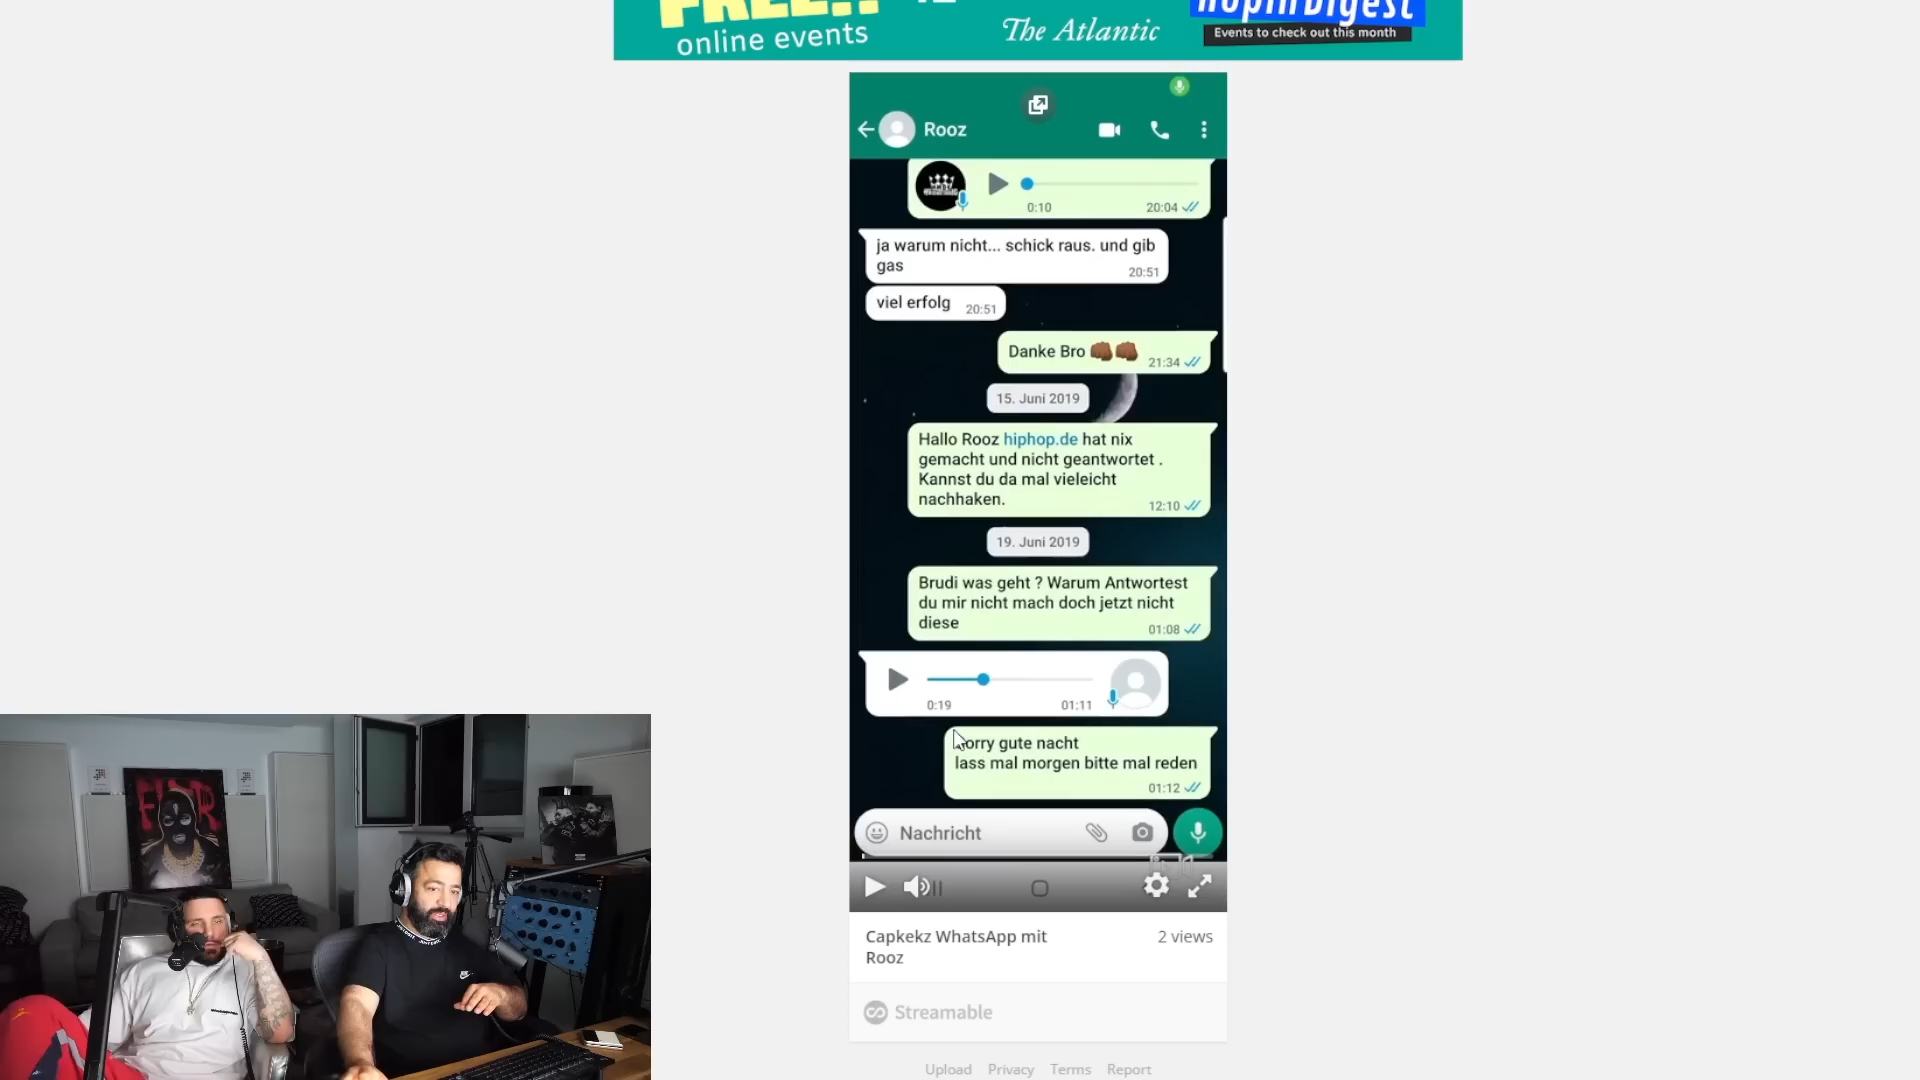 FREE!!
online events
The Atlantic
HopinDigest
Events to check out this month
Rooz
0:10
20:04
ja warum nicht... schick raus. und gib
gas
20:51
viel erfolg
20:51
Danke Bro
21:34
15. Juni 2019
Hallo Rooz hiphop.de hat nix
gemacht und nicht geantwortet .
Kannst du da mal vieleicht
nachhaken.
12:10
19. Juni 2019
Brudi was geht ? Warum Antwortest
du mir nicht mach doch jetzt nicht
diese
01:08
0:19
01:11
orry gute nacht
lass mal morgen bitte mal reden
01:12
Nachricht
Capkekz WhatsApp mit
Rooz
2 views
Streamable
Upload
Privacy
Terms
Report